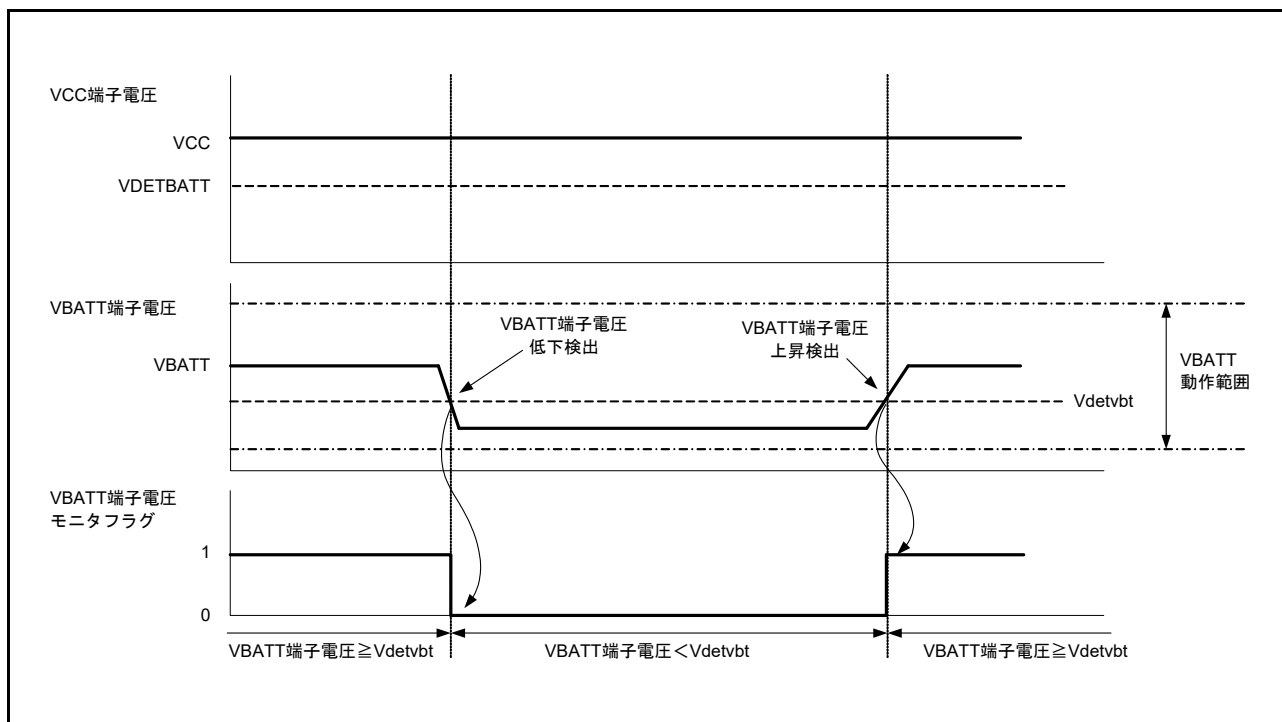 VCC端子電圧
VCC
VDETBATT
VBATT端子電圧
VBATT端子電圧
低下検出
VBATT端子電圧
上昇検出
VBATT
動作範囲
VBATT
Vdetvbt
VBATT端子電圧
モニタフラグ
1
0
VBATT端子電圧≧Vdetvbt
VBATT端子電圧＜Vdetvbt
VBATT端子電圧≧Vdetvbt